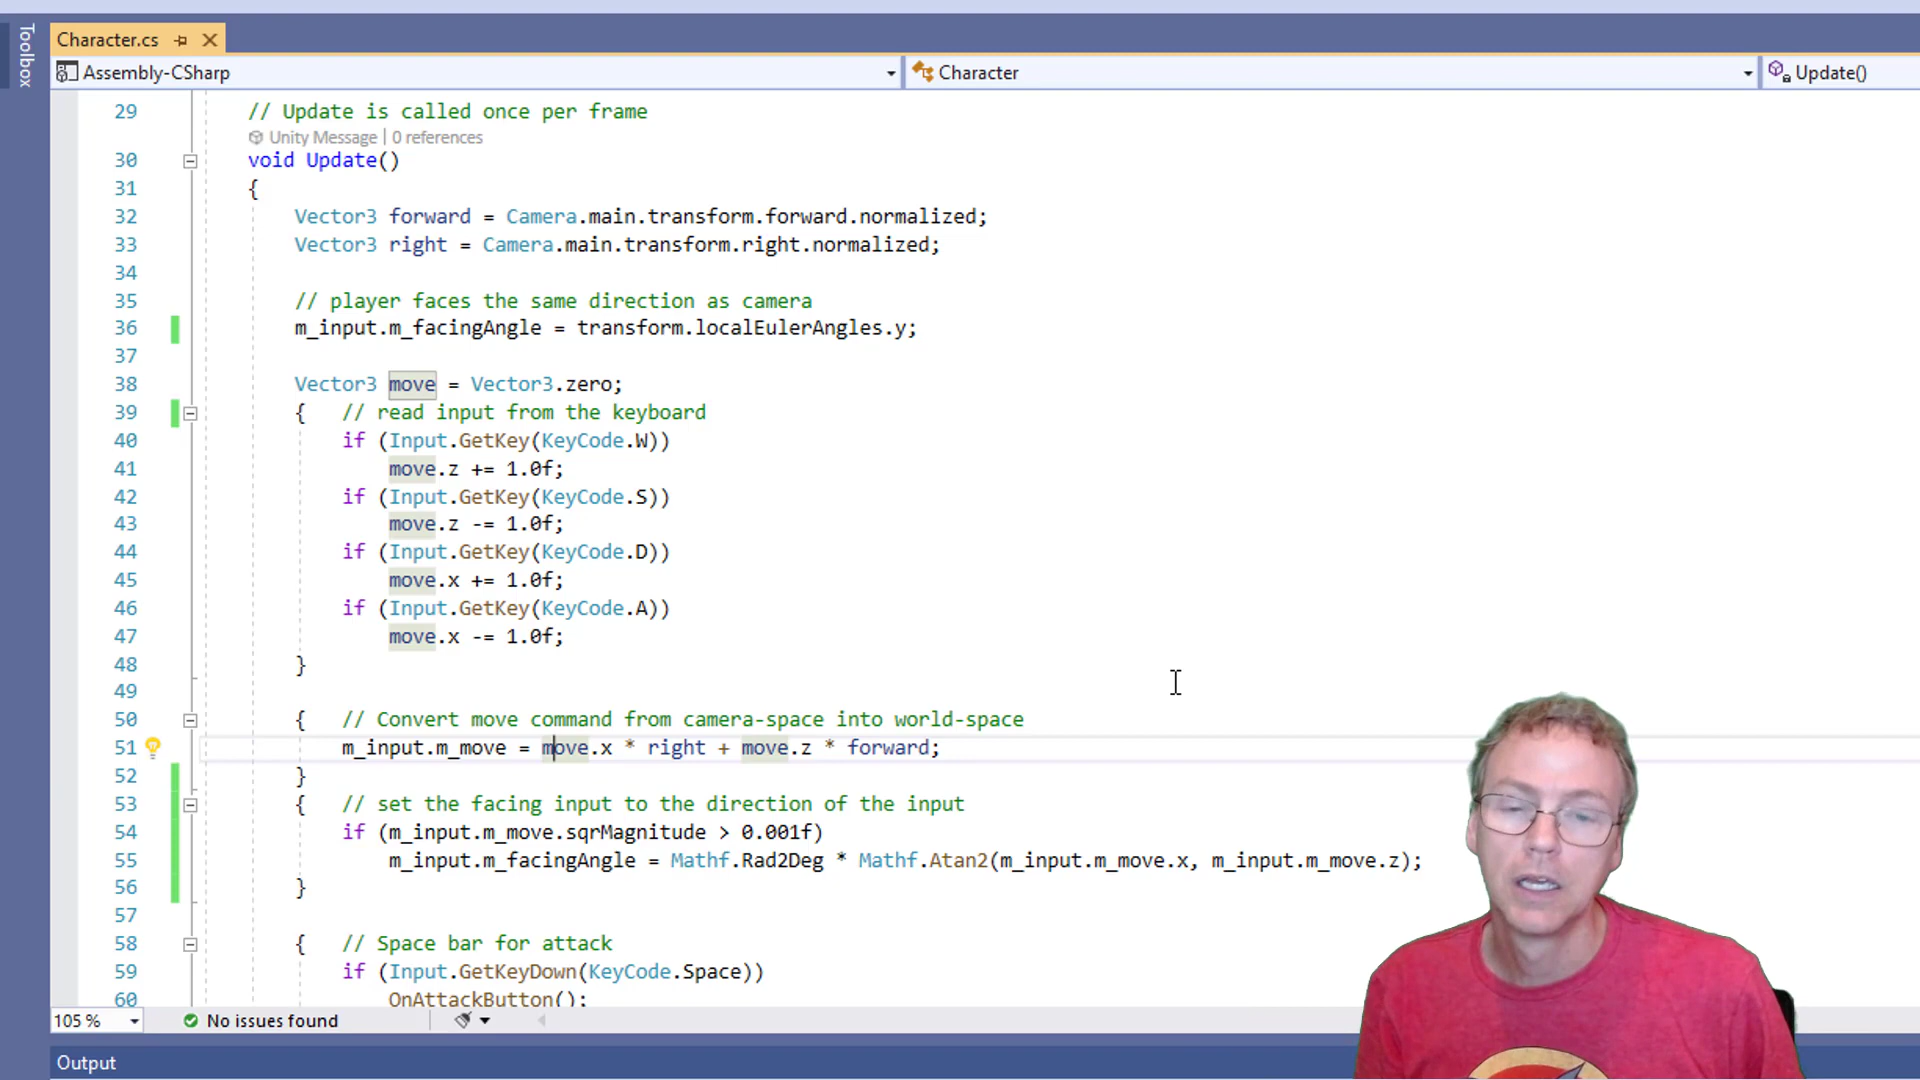 Toolbox
Character.cs
Assembly-CSharp
Character
Update()
29 // Update is called once per frame
Unity Message | 0 references
30 void Update()
31 {
32 Vector3 forward = Camera.main.transform.forward.normalized;
33 Vector3 right = Camera.main.transform.right.normalized;
34
35 // player faces the same direction as camera
36 m_input.m_facingAngle = transform.localEulerAngles.y;
37
38 Vector3 move = Vector3.zero;
39 { // read input from the keyboard
40 if (Input.GetKey(KeyCode.W))
41 move.z += 1.0f;
42 if (Input.GetKey(KeyCode.S))
43 move.z -= 1.0f;
44 if (Input.GetKey(KeyCode.D))
45 move.x += 1.0f;
46 if (Input.GetKey(KeyCode.A))
47 move.x -= 1.0f;
48 }
49
50 { // Convert move command from camera-space into world-space
51 m_input.m_move = move.x * right + move.z * forward;
52 }
53 { // set the facing input to the direction of the input
54 if (m_input.m_move.sqrMagnitude > 0.001f)
55 m_input.m_facingAngle = Mathf.Rad2Deg * Mathf.Atan2(m_input.m_move.x, m_input.m_move.z);
56 }
57
58 { // Space bar for attack
59 if (Input.GetKeyDown(KeyCode.Space))
60 OnAttackButton();
105 %
No issues found
Output